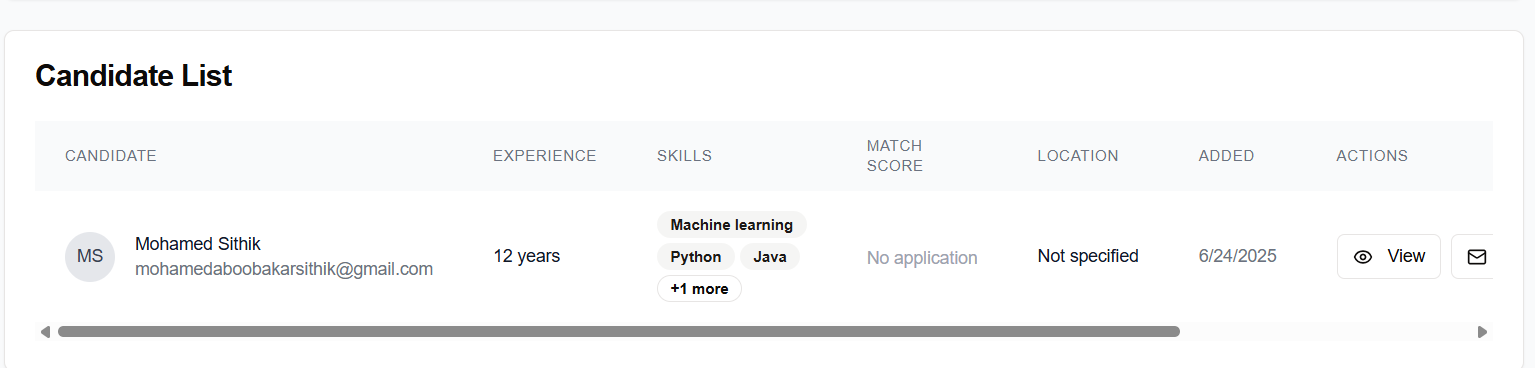 Candidate List
CANDIDATE EXPERIENCE SKILLS MATCH SCORE LOCATION ADDED ACTIONS
MS
Mohamed Sithik
mohamedaboobakarsithik@gmail.com
12 years
Machine learning
Python Java
+1 more
No application
Not specified
6/24/2025
View